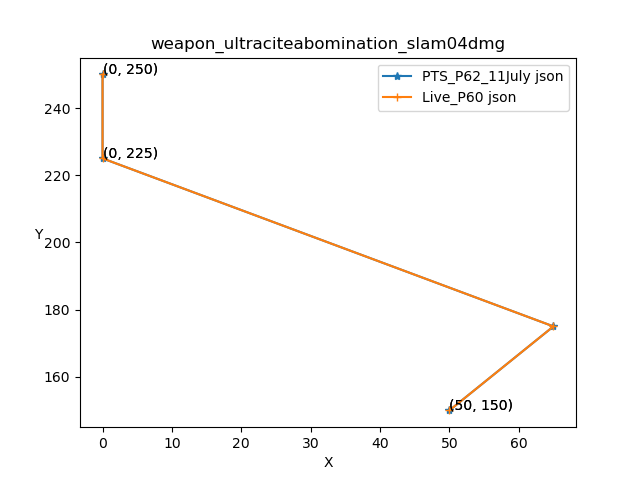 weapon_ultraciteabomination_slam04dmg
PTS_P62_11July json
Live_P60 json
(0, 250)
240
(0, 225)
220
Y
200
180
160
(50, 150)
0 10 20 30 40 50 60
X